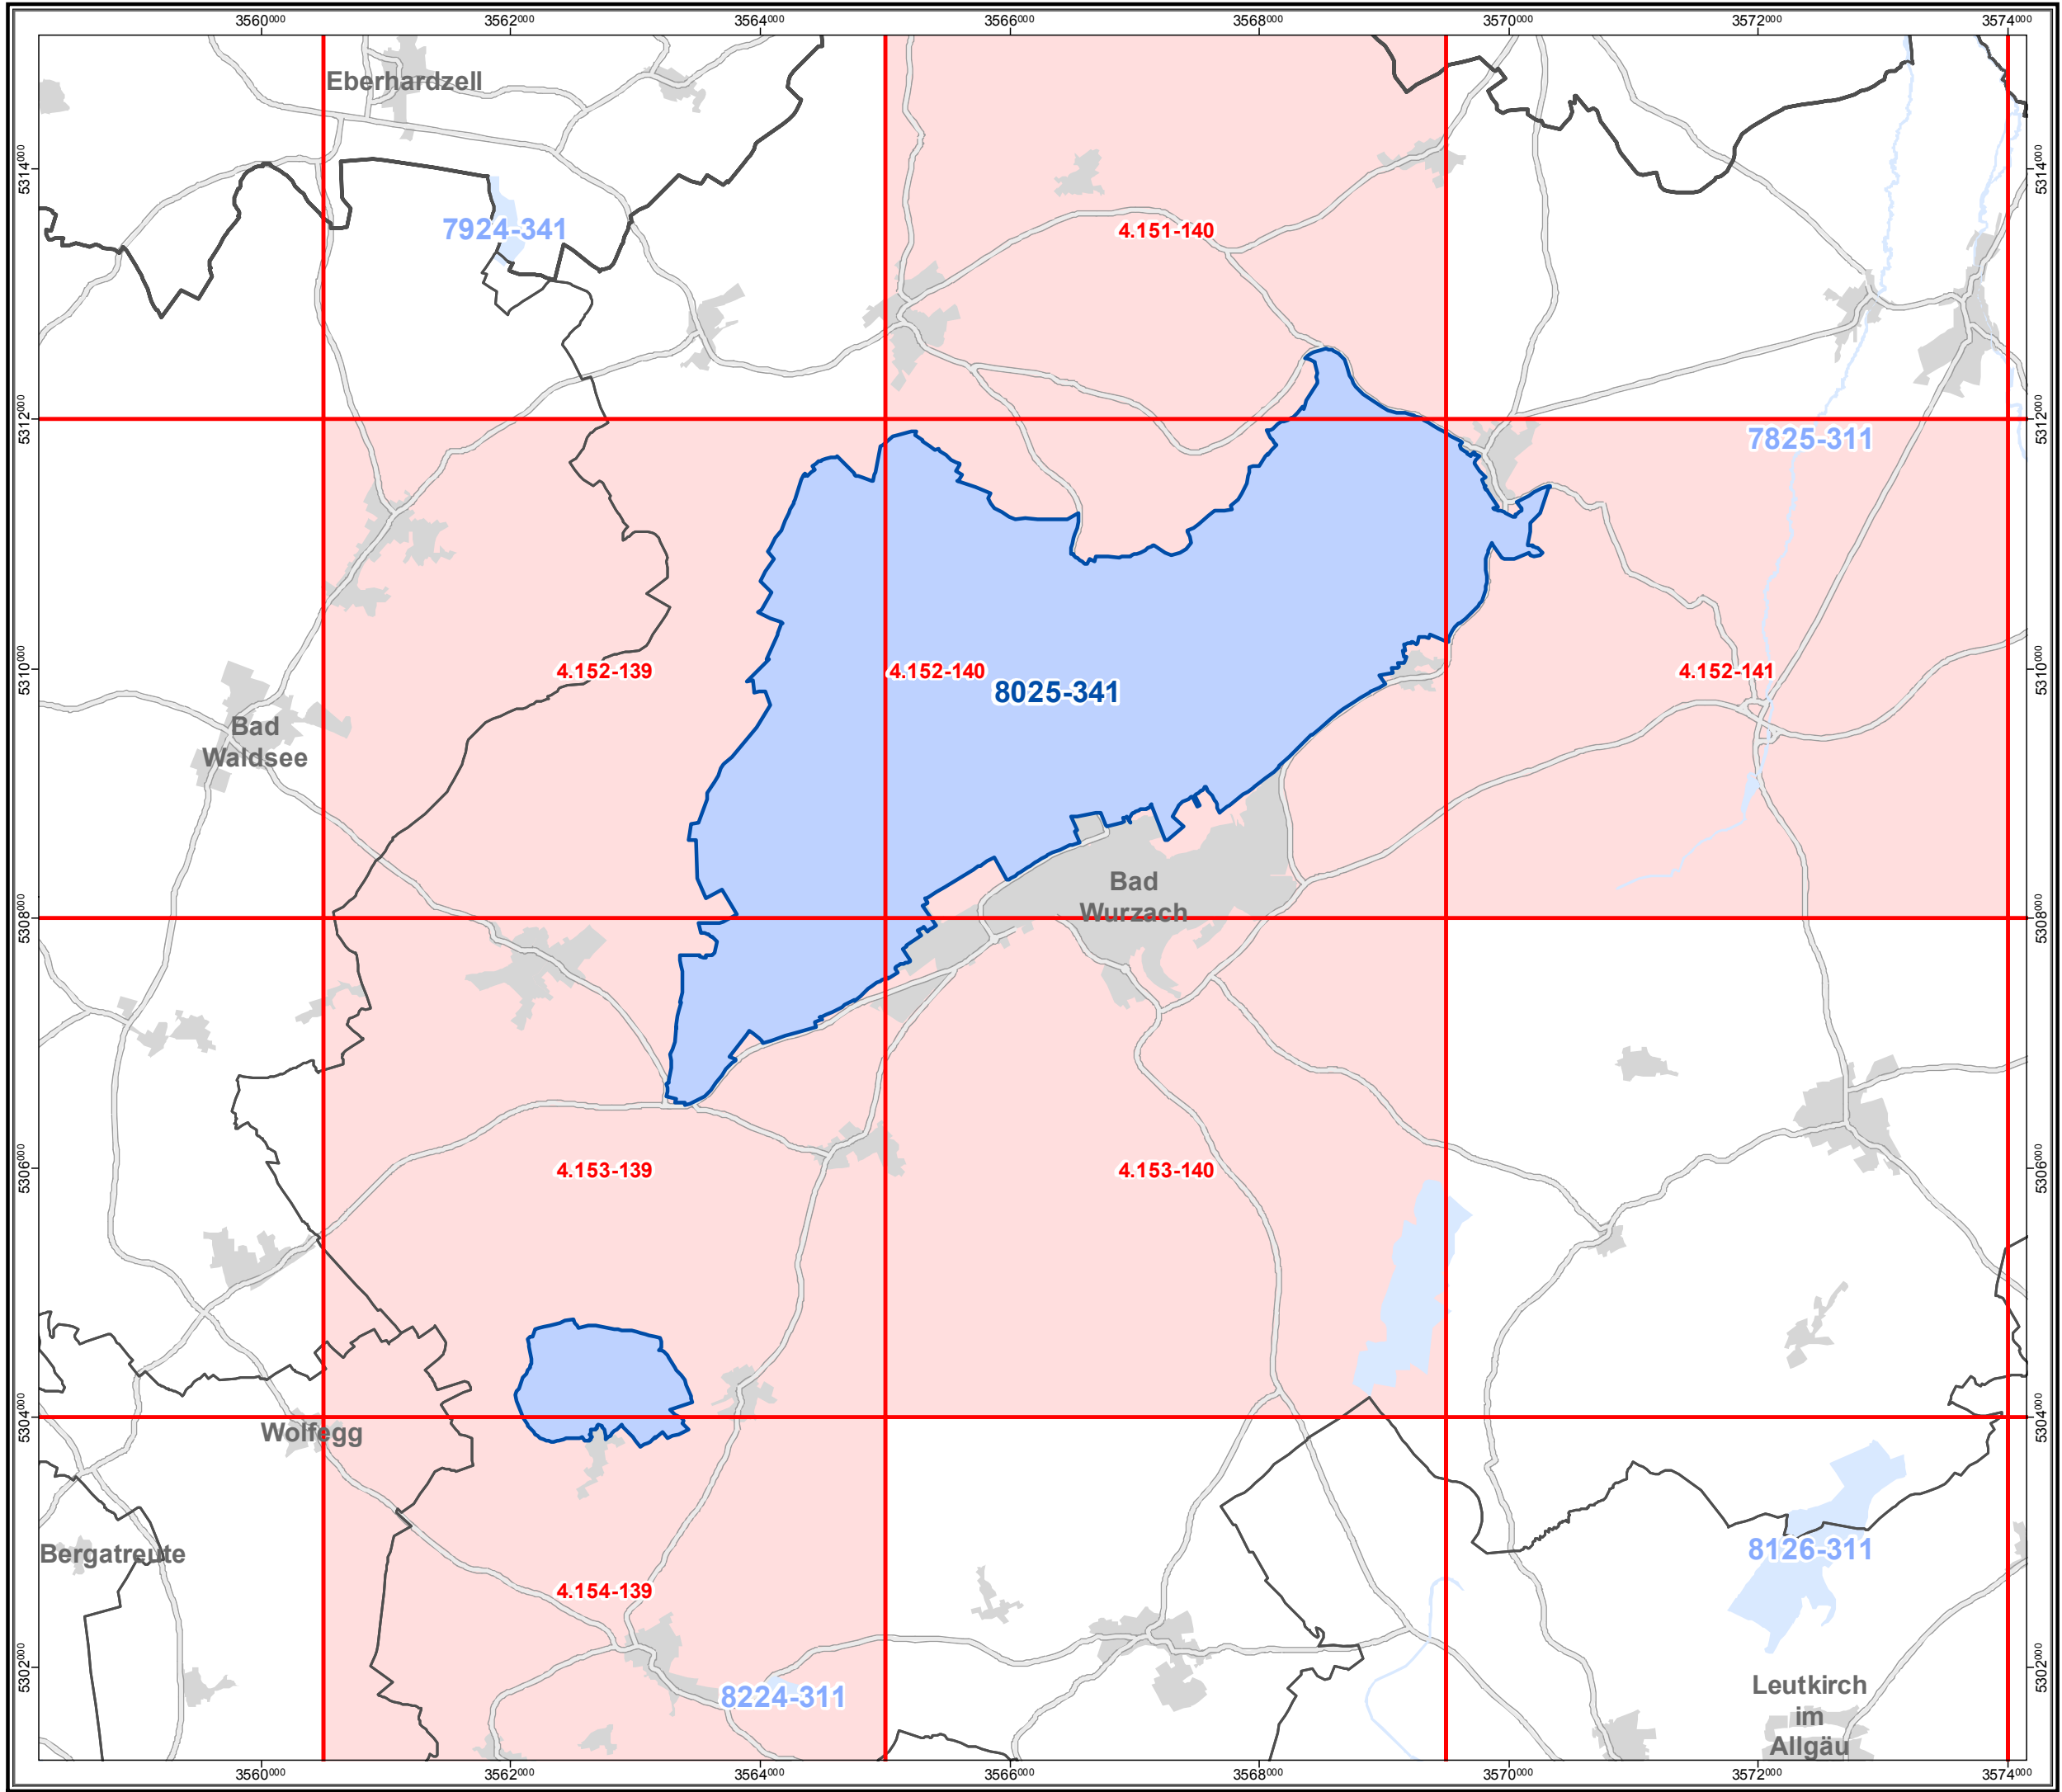 3560000 3562000 3564000 3566000 3568000 3570000 3572000 3574000
Eberhardzell
5314000 5314000
7924-341
4.151-140
5312000 5312000
7825-311
5310000 5310000
4.152-139
4.152-140
4.152-141
8025-341
Bad
Waldsee
Bad
Wurzach
5308000 5308000
5306000 5306000
4.153-139
4.153-140
5304000 5304000
Wolfegg
Bergatreute
8126-311
4.154-139
5302000 5302000
8224-311
Leutkirch
im
Allgäu
3560000 3562000 3564000 3566000 3568000 3570000 3572000 3574000